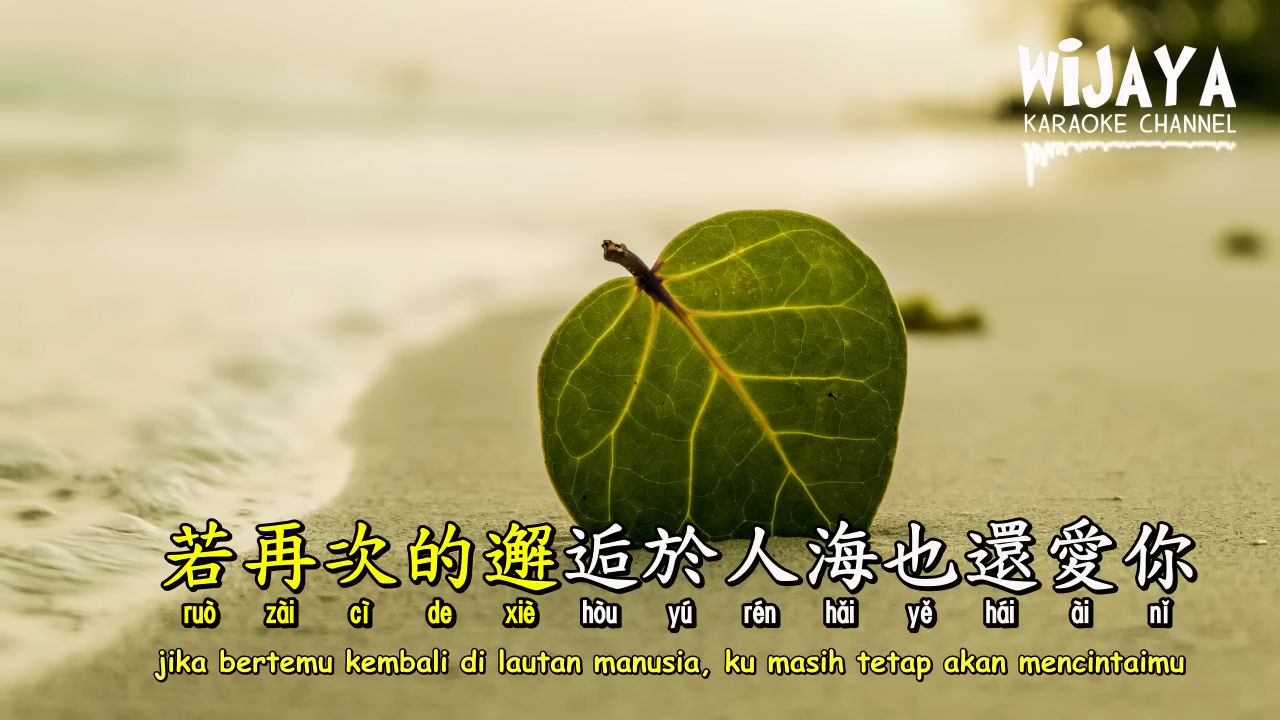 WiJAYA
KARAOKE CHANNEL
若再次的邂逅於人海也還愛你
ruò zài cì de xiè hòu yú rén hǎi yě hái ài nǐ
jika bertemu kembali di lautan manusia, ku masih tetap akan mencintaimu